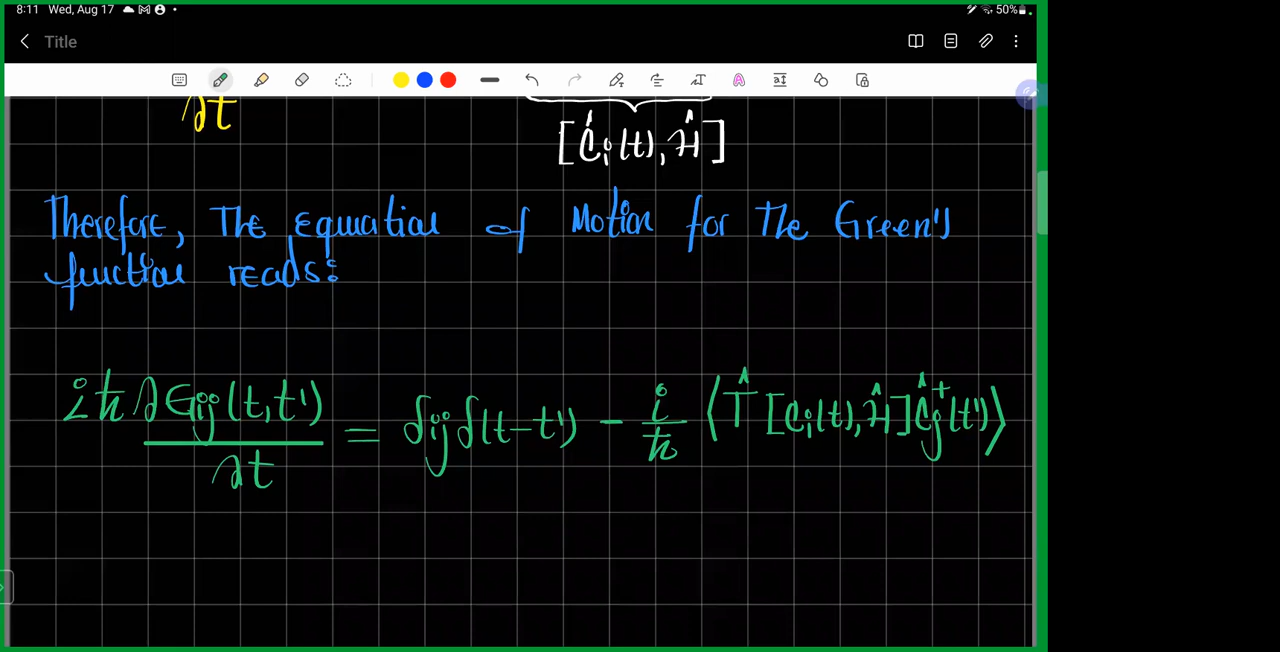 8:11 Wed, Aug 17
50%
Title
∂t
[Ĉᵢ(t), Ĥ]
Therefore, The Equation of Motion for The Green's
function reads:
iħ ∂Gij(t,t') / ∂t = δij δ(t-t') - i/ħ ⟨T̂ [Cᵢ(t), Ĥ] Ĉj†(t')⟩